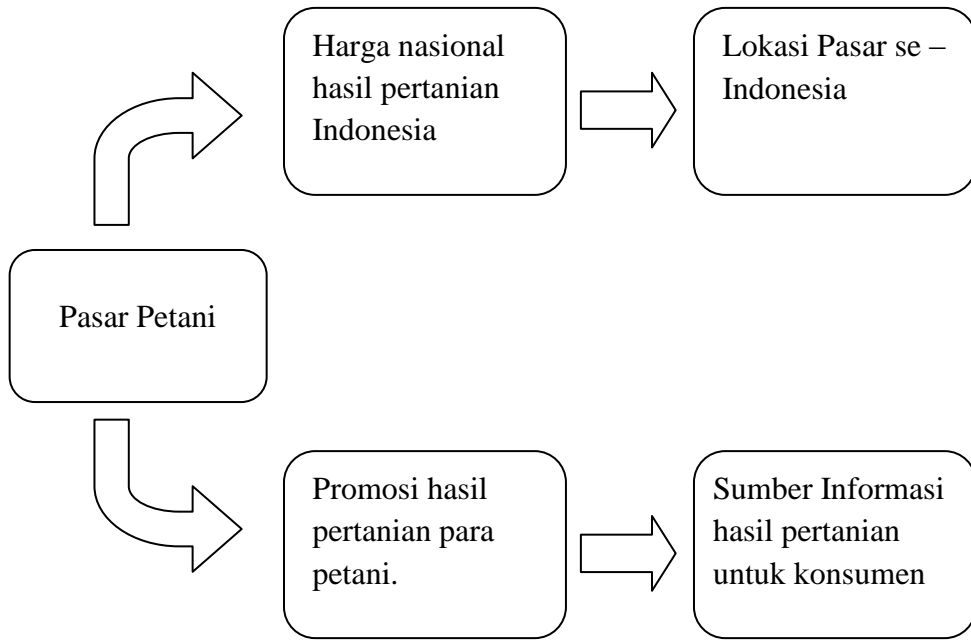 Harga nasional
hasil pertanian
Indonesia
Lokasi Pasar se –
Indonesia
Pasar Petani
Promosi hasil
pertanian para
petani.
Sumber Informasi
hasil pertanian
untuk konsumen